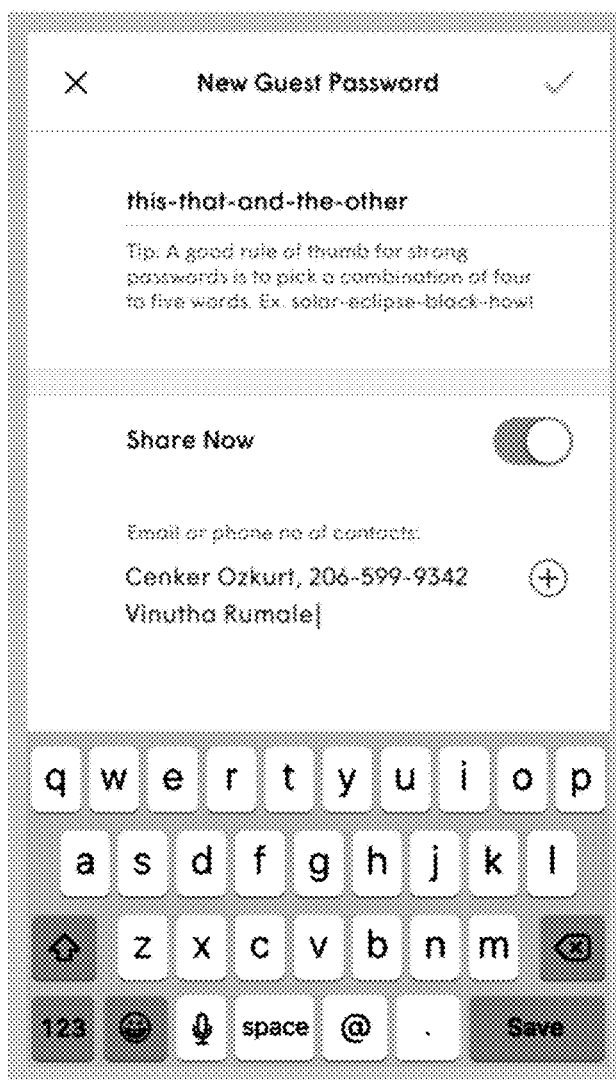 New Guest Password
this-that-and-the-other
Tip: A good rule of thumb for strong
passwords is to pick a combination of four
to five words. Ex. solar-eclipse-black-howl
Share Now
Email or phone no of contacts:
Cenker Ozkurt, 206-599-9342
Vinutha Rumale
q w e r t y u i o p
a s d f g h j k l
z x c v b n m
123 space @ . Save